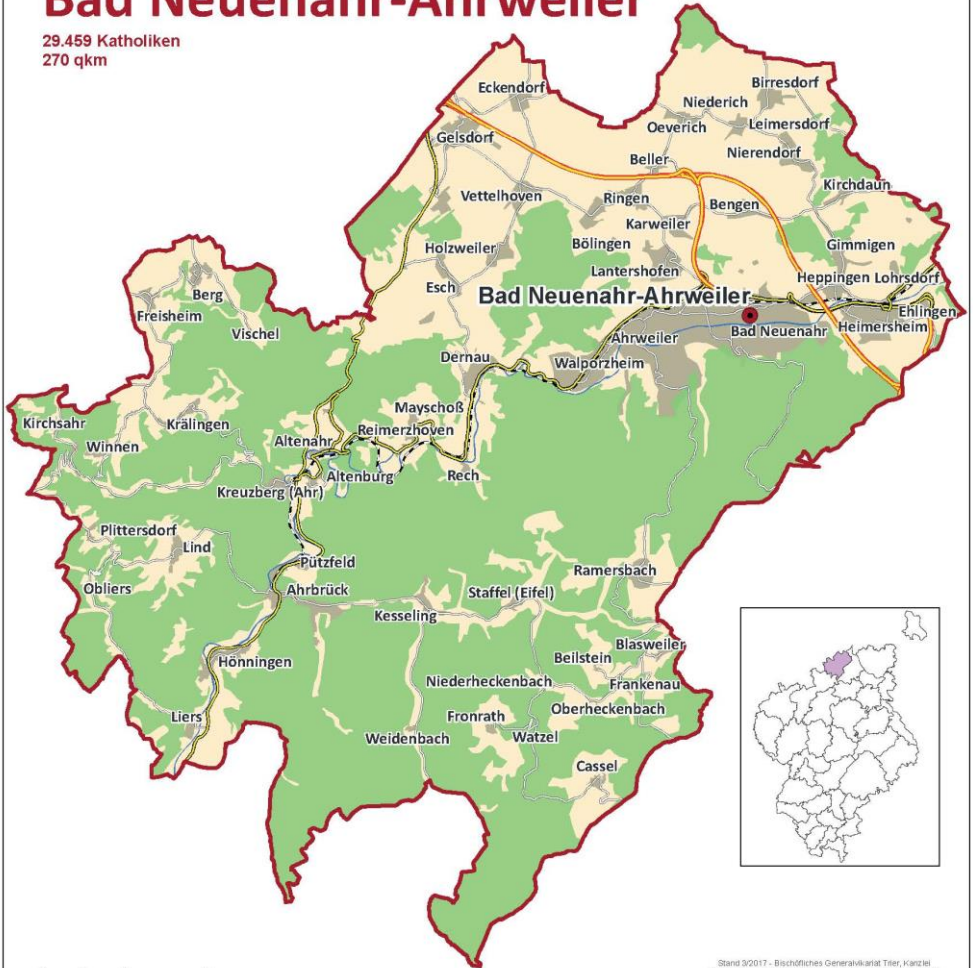 Bad Neuenahr-Ahrweiler
29.459 Katholiken
270 qkm
Eckendorf
Birresdorf
Niederich
Gelsdorf
Oeverich
Leimersdorf
Nierendorf
Beller
Kirchdaun
Vettelhoven
Ringen
Bengen
Karweiler
Holzweiler
Bölingen
Gimmigen
Lantershofen
Heppingen
Lohrsdorf
Esch
Berg
Bad Neuenahr-Ahrweiler
Freisheim
Ehlingen
Vischel
Ahrweiler
Bad Neuenahr
Heimersheim
Dernau
Walporzheim
Mayschoß
Kirchsahr
Krälingen
Reimerzhoven
Winnen
Altenahr
Altenburg
Rech
Kreuzberg (Ahr)
Plittersdorf
Lind
Pützfeld
Ramersbach
Obliers
Ahrbrück
Staffel (Eifel)
Kesseling
Blasweiler
Hönningen
Beilstein
Niederheckenbach
Frankenau
Oberheckenbach
Liers
Fronrath
Weidenbach
Watzel
Cassel
Stand 3/2017 - Bischöfliches Generalvikariat Trier, Kanzlei